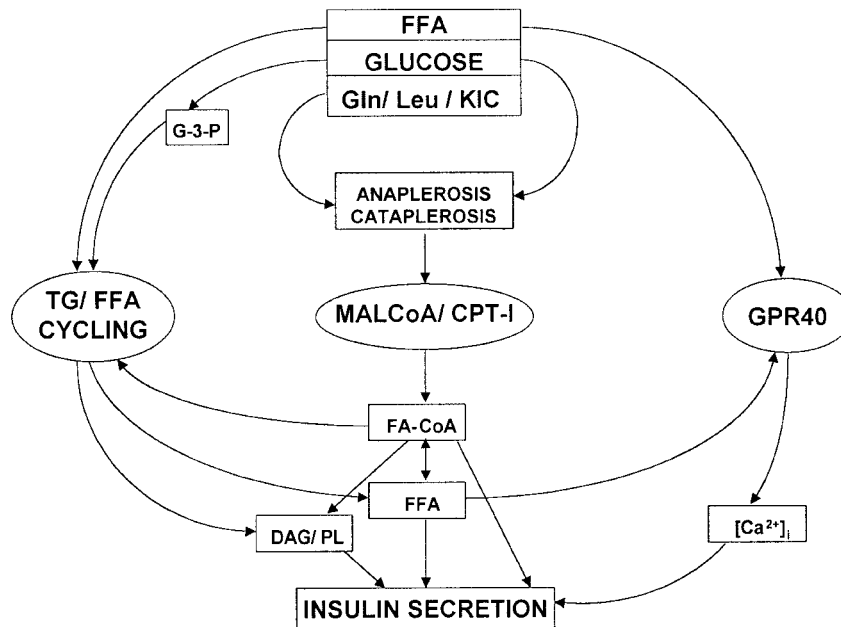 FFA
GLUCOSE
Gln/ Leu / KIC
G-3-P
ANAPLEROSIS
CATAPLEROSIS
TG/ FFA
CYCLING
MALCoA/ CPT-I
GPR40
FA-CoA
FFA
DAG/ PL
[Ca²⁺]ᵢ
INSULIN SECRETION